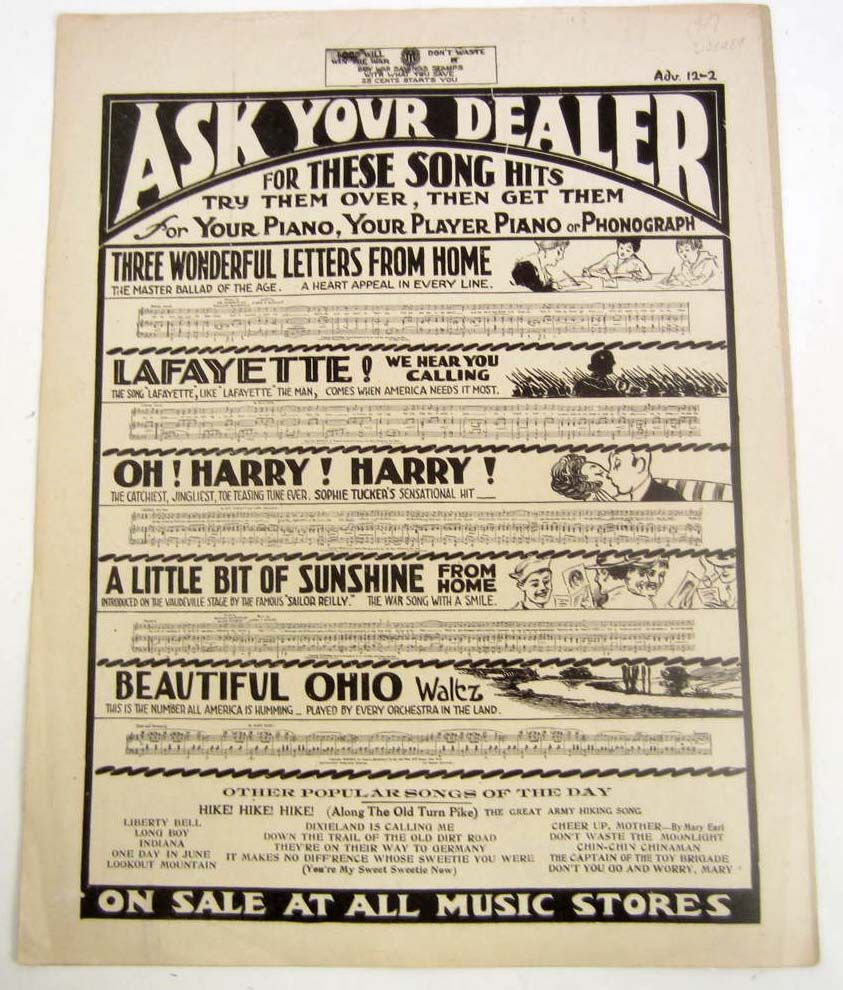 FOOD WILL
WIN THE WAR
DON'T WASTE
IT
BUY WAR SAVINGS STAMPS
WITH WHAT YOU SAVE
25 CENTS STARTS YOU
Adv. 12-2
ASK YOUR DEALER
FOR THESE SONG HITS
TRY THEM OVER, THEN GET THEM
For YOUR PIANO, YOUR PLAYER PIANO or PHONOGRAPH
THREE WONDERFUL LETTERS FROM HOME
THE MASTER BALLAD OF THE AGE. A HEART APPEAL IN EVERY LINE.
LAFAYETTE! WE HEAR YOU
CALLING
THE SONG "LAFAYETTE, LIKE "LAFAYETTE" THE MAN, COMES WHEN AMERICA NEEDS IT MOST.
OH! HARRY! HARRY!
THE CATCHIEST, JINGLIEST, TOE TEASING TUNE EVER. SOPHIE TUCKER'S SENSATIONAL HIT
A LITTLE BIT OF SUNSHINE FROM
HOME
INTRODUCED ON THE VAUDEVILLE STAGE BY THE FAMOUS "SAILOR REILLY." THE WAR SONG WITH A SMILE.
BEAUTIFUL OHIO Waltz
THIS IS THE NUMBER ALL AMERICA IS HUMMING — PLAYED BY EVERY ORCHESTRA IN THE LAND.
OTHER POPULAR SONGS OF THE DAY
HIKE! HIKE! HIKE! (Along The Old Turn Pike) THE GREAT ARMY HIKING SONG
LIBERTY BELL
LONG BOY
INDIANA
ONE DAY IN JUNE
LOOKOUT MOUNTAIN
DIXIELAND IS CALLING ME
DOWN THE TRAIL OF THE OLD DIRT ROAD
THEY'RE ON THEIR WAY TO GERMANY
IT MAKES NO DIFF'RENCE WHOSE SWEETIE YOU WERE
(You're My Sweet Sweetie Now)
CHEER UP, MOTHER—By Mary Earl
DON'T WASTE THE MOONLIGHT
CHIN-CHIN CHINAMAN
THE CAPTAIN OF THE TOY BRIGADE
DON'T YOU GO AND WORRY, MARY
ON SALE AT ALL MUSIC STORES